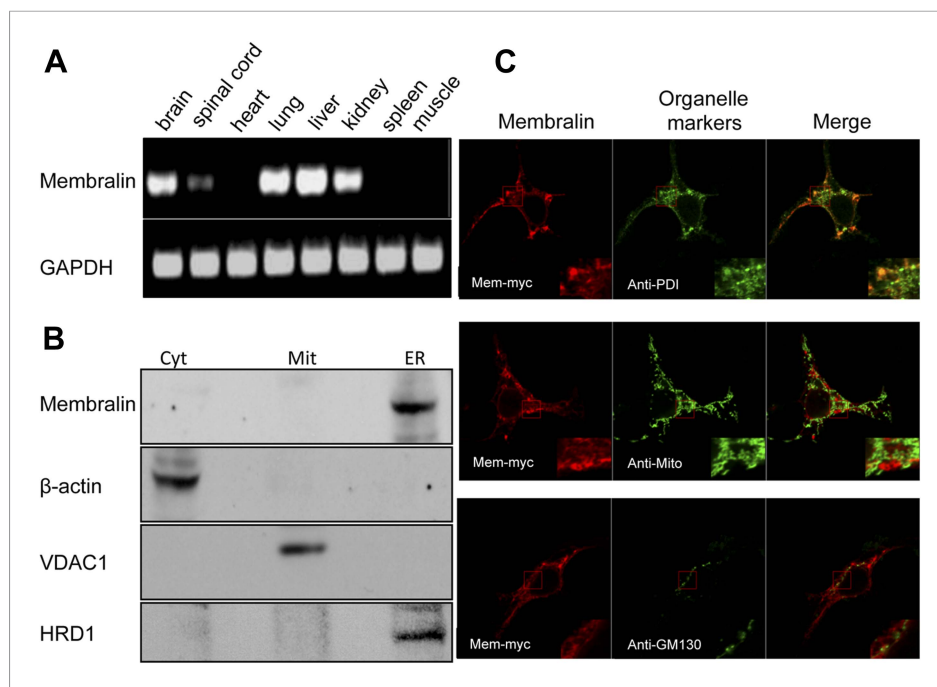 A
brain
spinal cord
heart
lung
liver
kidney
spleen
muscle
Membralin
GAPDH
B
Cyt Mit ER
Membralin
β-actin
VDAC1
HRD1
C
Membralin Organelle markers Merge
Mem-myc Anti-PDI
Mem-myc Anti-Mito
Mem-myc Anti-GM130